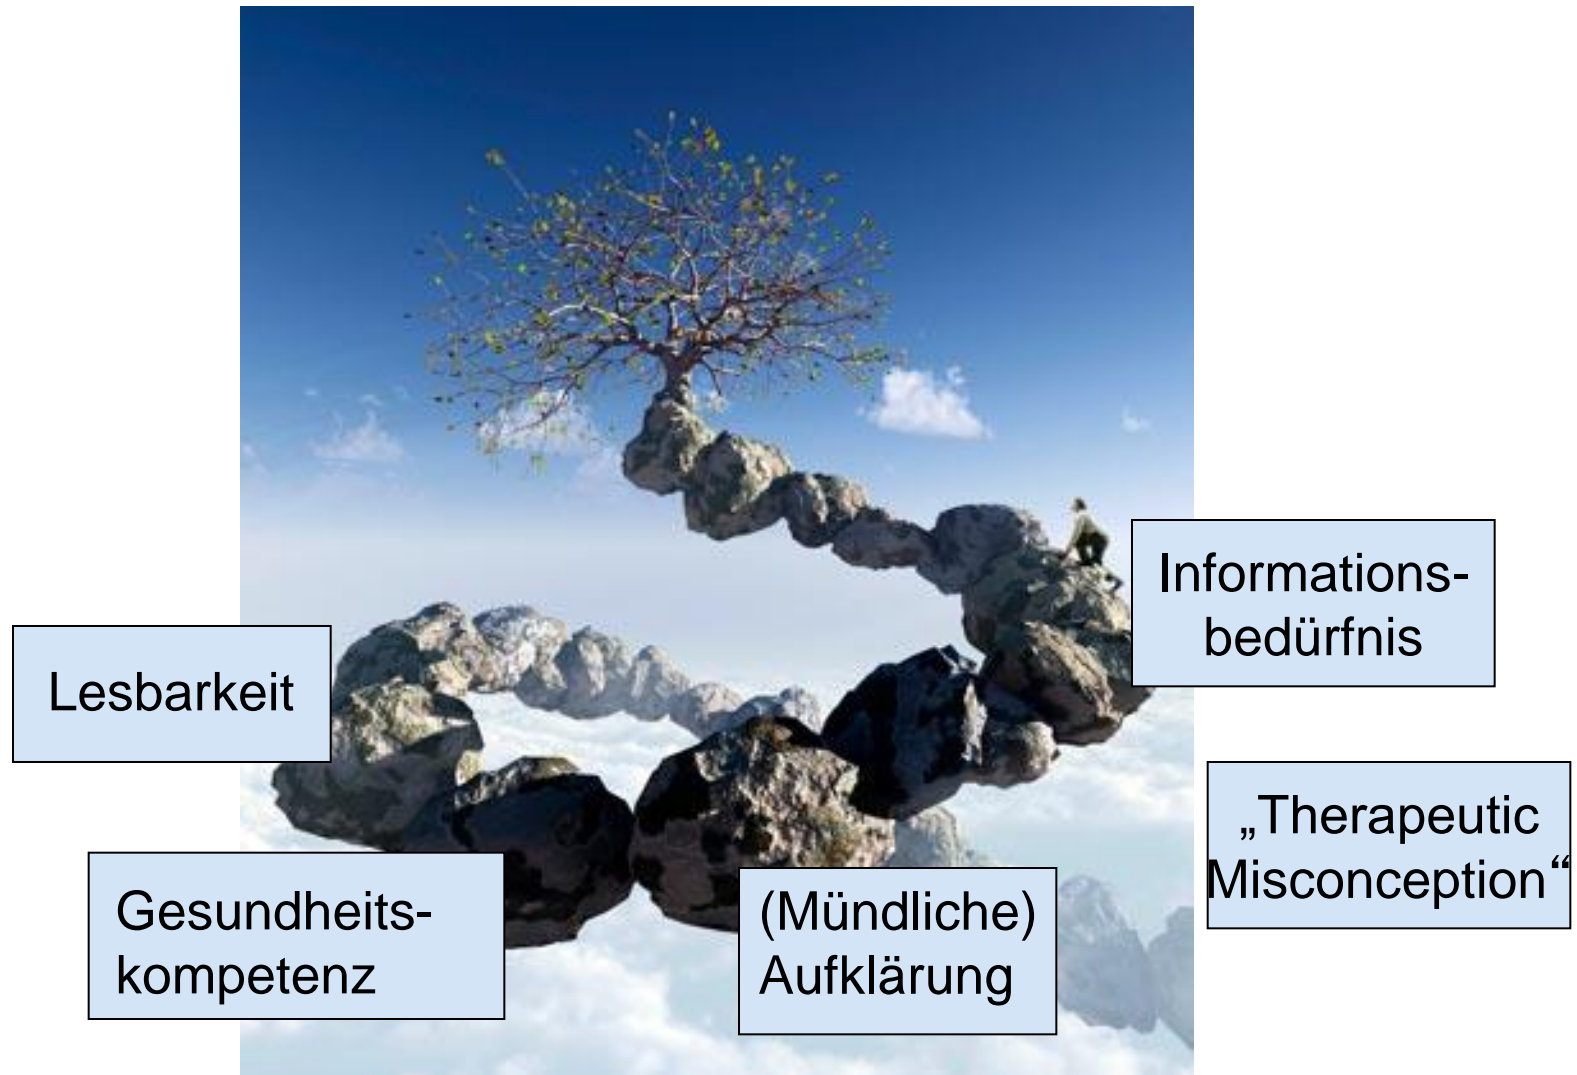 Informations-
bedürfnis
Lesbarkeit
„Therapeutic
Misconception“
Gesundheits-
kompetenz
(Mündliche)
Aufklärung